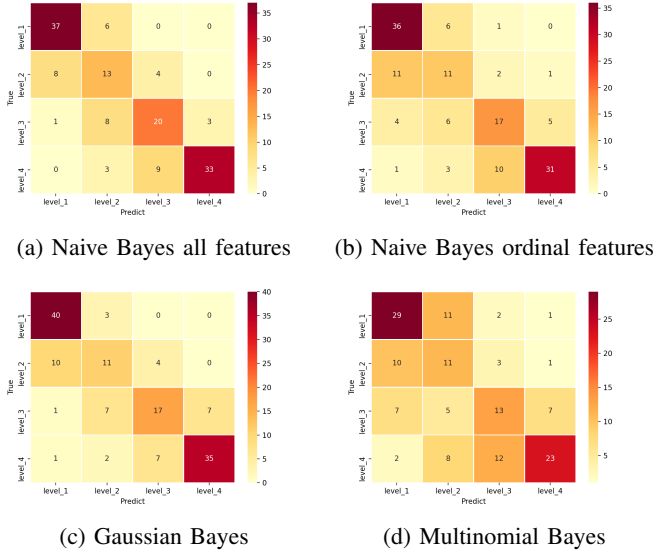 level_1 37 6 0 0
level_2 8 13 4 0
level_3 1 8 20 3
level_4 0 3 9 33
True
level_1 level_2 level_3 level_4
Predict
35
30
25
20
15
10
5
0
(a) Naive Bayes all features
level_1 36 6 1 0
level_2 11 11 2 1
level_3 4 6 17 5
level_4 1 3 10 31
True
level_1 level_2 level_3 level_4
Predict
35
30
25
20
15
10
5
0
(b) Naive Bayes ordinal features
level_1 40 3 0 0
level_2 10 11 4 0
level_3 1 7 17 7
level_4 1 2 7 35
True
level_1 level_2 level_3 level_4
Predict
40
35
30
25
20
15
10
5
0
(c) Gaussian Bayes
level_1 29 11 2 1
level_2 10 11 3 1
level_3 7 5 13 7
level_4 2 8 12 23
True
level_1 level_2 level_3 level_4
Predict
25
20
15
10
5
(d) Multinomial Bayes